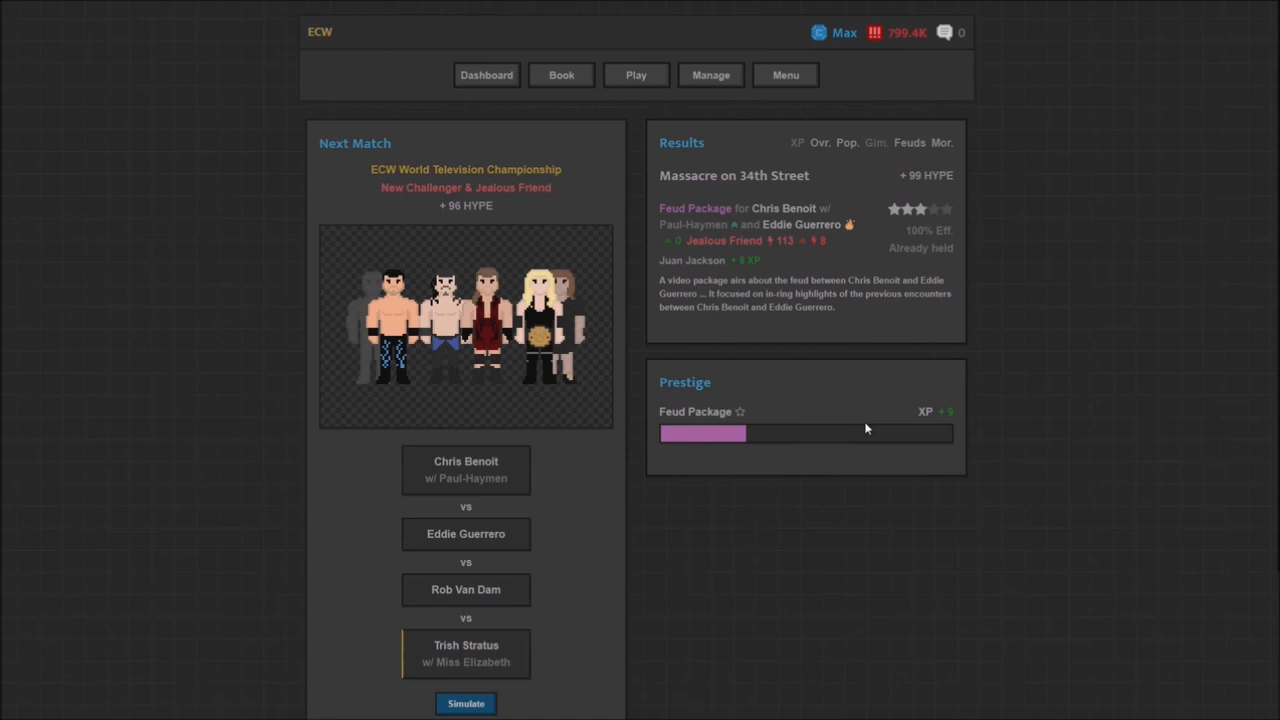 ECW
Max 799.4K 0
Dashboard Book Play Manage Menu
Next Match
ECW World Television Championship
New Challenger & Jealous Friend
+ 96 HYPE
Chris Benoit
w/ Paul-Haymen
vs
Eddie Guerrero
vs
Rob Van Dam
vs
Trish Stratus
w/ Miss Elizabeth
Simulate
Results XP Ovr. Pop. Gim. Feuds Mor.
Massacre on 34th Street + 99 HYPE
Feud Package for Chris Benoit w/
Paul-Haymen and Eddie Guerrero
0 Jealous Friend 113 8
100% Eff.
Already held
Juan Jackson + 8 XP
A video package airs about the feud between Chris Benoit and Eddie
Guerrero ... It focused on in-ring highlights of the previous encounters
between Chris Benoit and Eddie Guerrero.
Prestige
Feud Package XP + 9